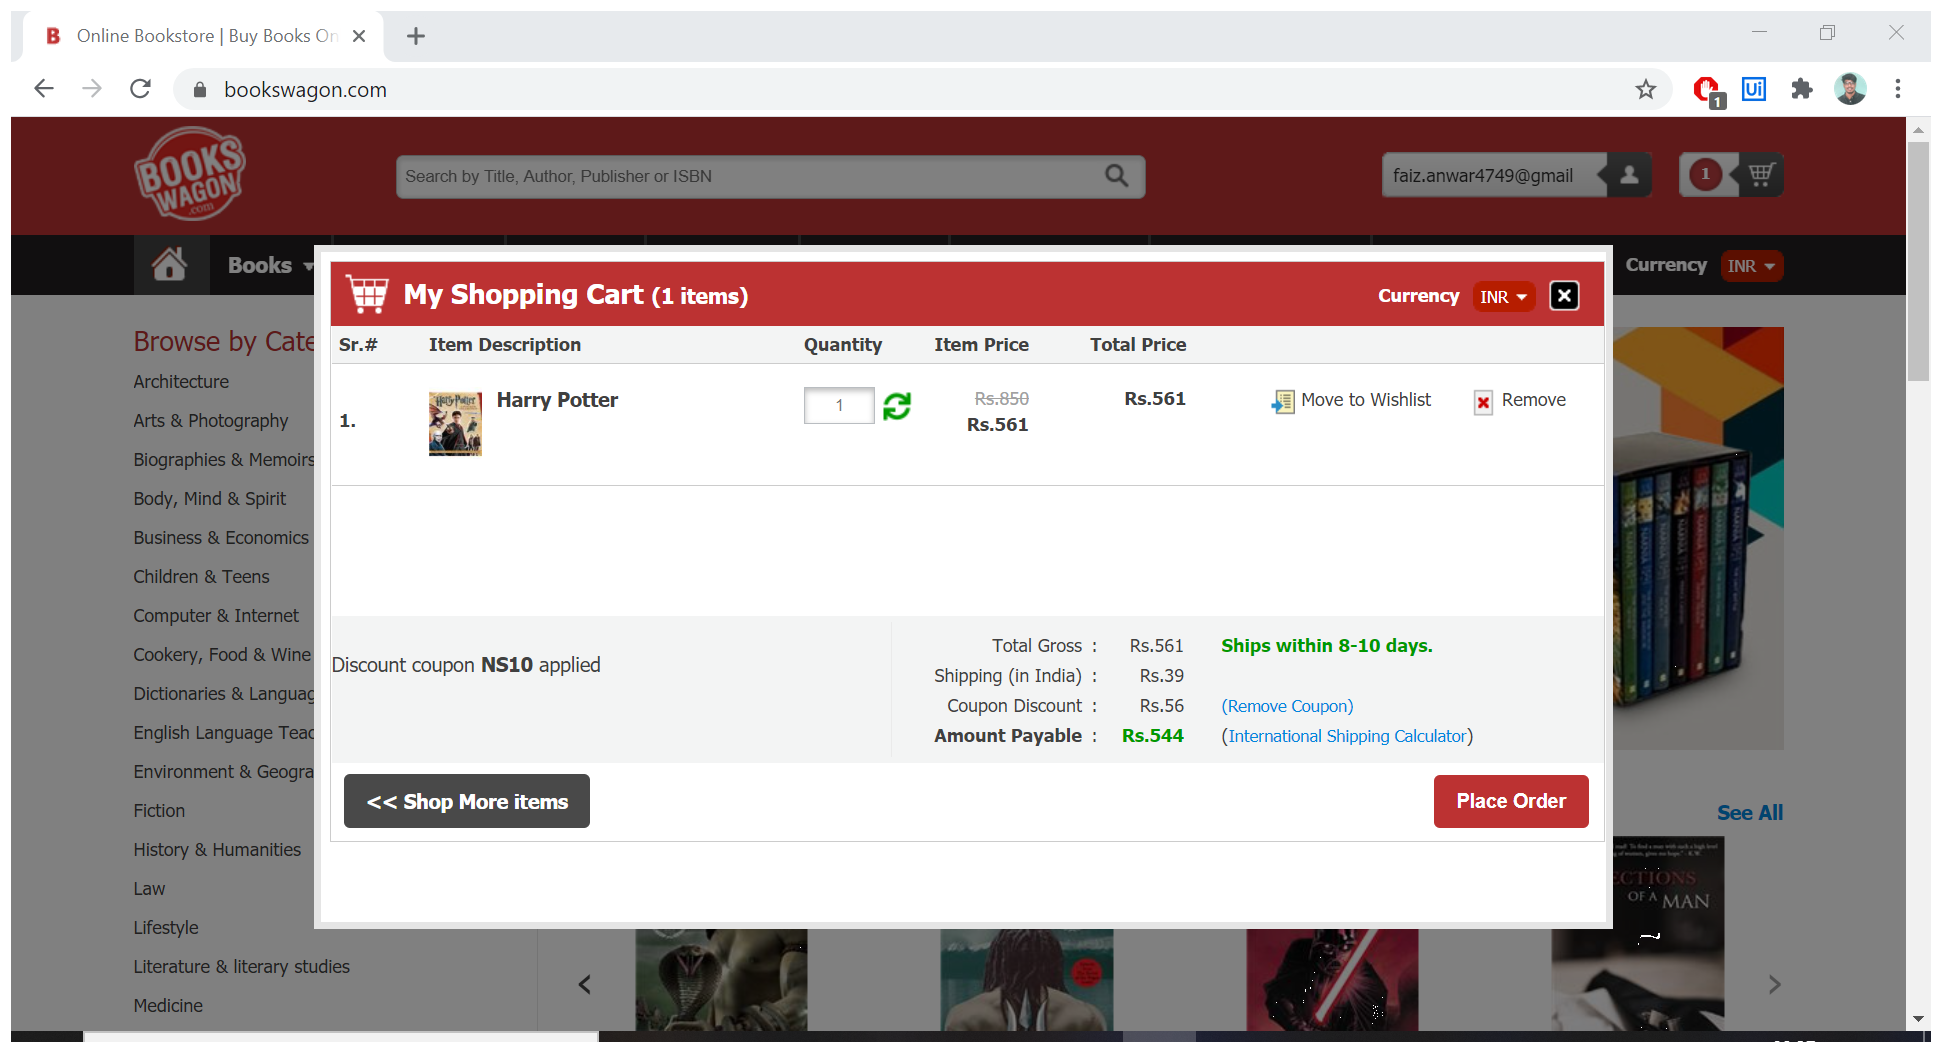 Online Bookstore | Buy Books On
bookswagon.com
1
Ui
BOOKS
WAGON
.com
Search by Title, Author, Publisher or ISBN
faiz.anwar4749@gmail
1
Books
Currency INR
My Shopping Cart (1 items)
Currency INR
Sr.# Item Description Quantity Item Price Total Price
1. Harry Potter 1 Rs.850 Rs.561 Move to Wishlist Remove
Rs.561
Harry Potter
Discount coupon NS10 applied
Total Gross : Rs.561 Ships within 8-10 days.
Shipping (in India) : Rs.39
Coupon Discount : Rs.56 (Remove Coupon)
Amount Payable : Rs.544 (International Shipping Calculator)
<< Shop More items
Place Order
Browse by Cate
Architecture
Arts & Photography
Biographies & Memoirs
Body, Mind & Spirit
Business & Economics
Children & Teens
Computer & Internet
Cookery, Food & Wine
Dictionaries & Languag
English Language Teac
Environment & Geogra
Fiction
History & Humanities
Law
Lifestyle
Literature & literary studies
Medicine
See All
ECTIONS
OF A MAN